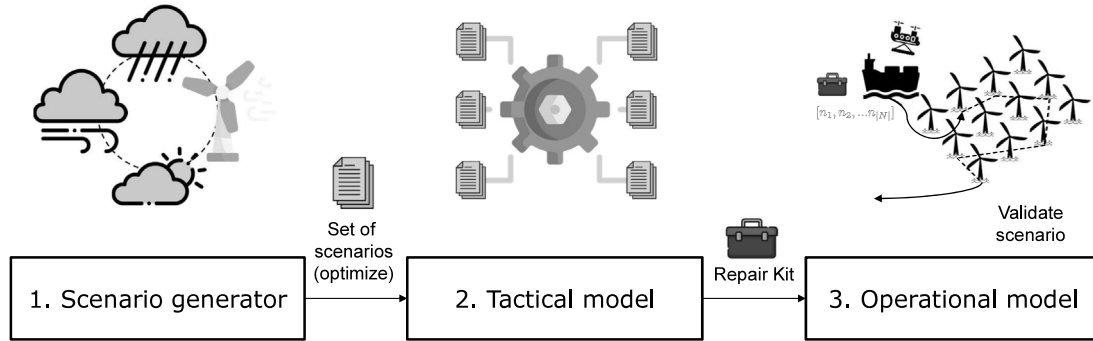 [n₁, n₂, ...n|N|]
Set of
scenarios
(optimize)
Repair Kit
Validate
scenario
1. Scenario generator
2. Tactical model
3. Operational model